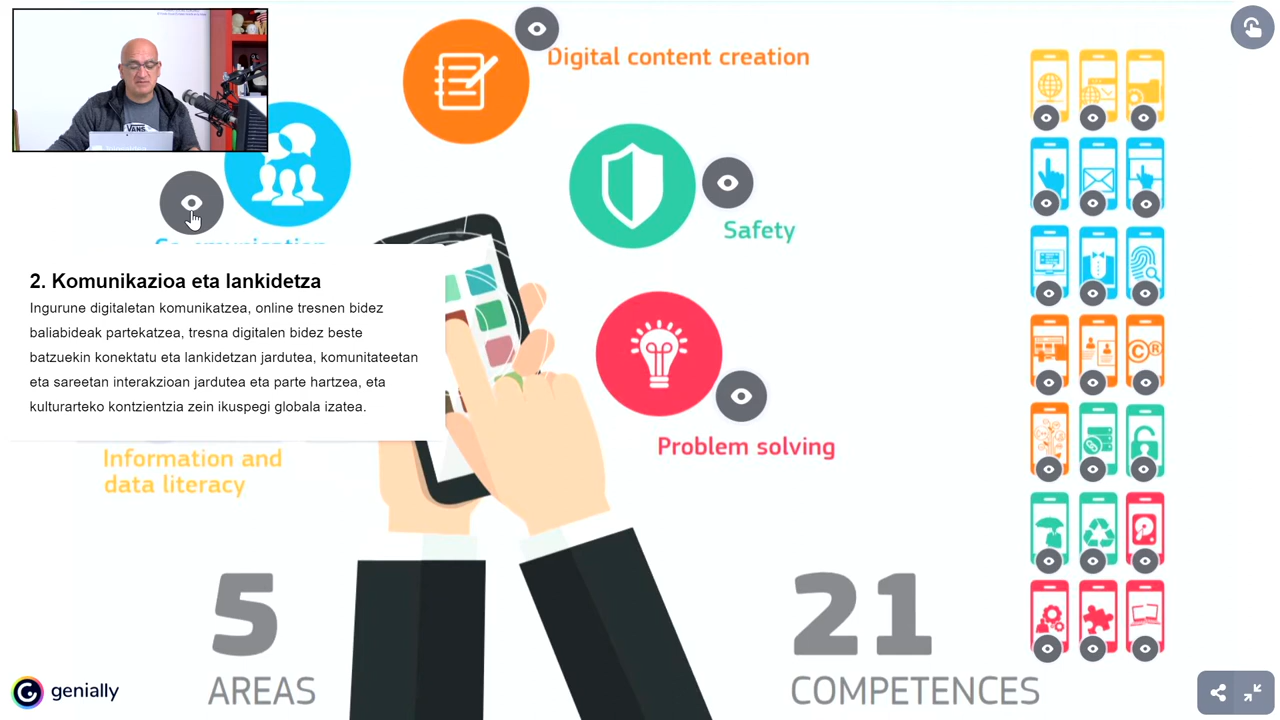 Digital content creation
VANS
Safety
2. Komunikazioa eta lankidetza
Ingurune digitaletan komunikatzea, online tresnen bidez
baliabideak partekatzea, tresna digitalen bidez beste
batzuekin konektatu eta lankidetzan jardutea, komunitateetan
eta sareetan interakzioan jardutea eta parte hartzea, eta
kulturarteko kontzientzia zein ikuspegi globala izatea.
Problem solving
Information and
data literacy
5
AREAS
21
COMPETENCES
genially